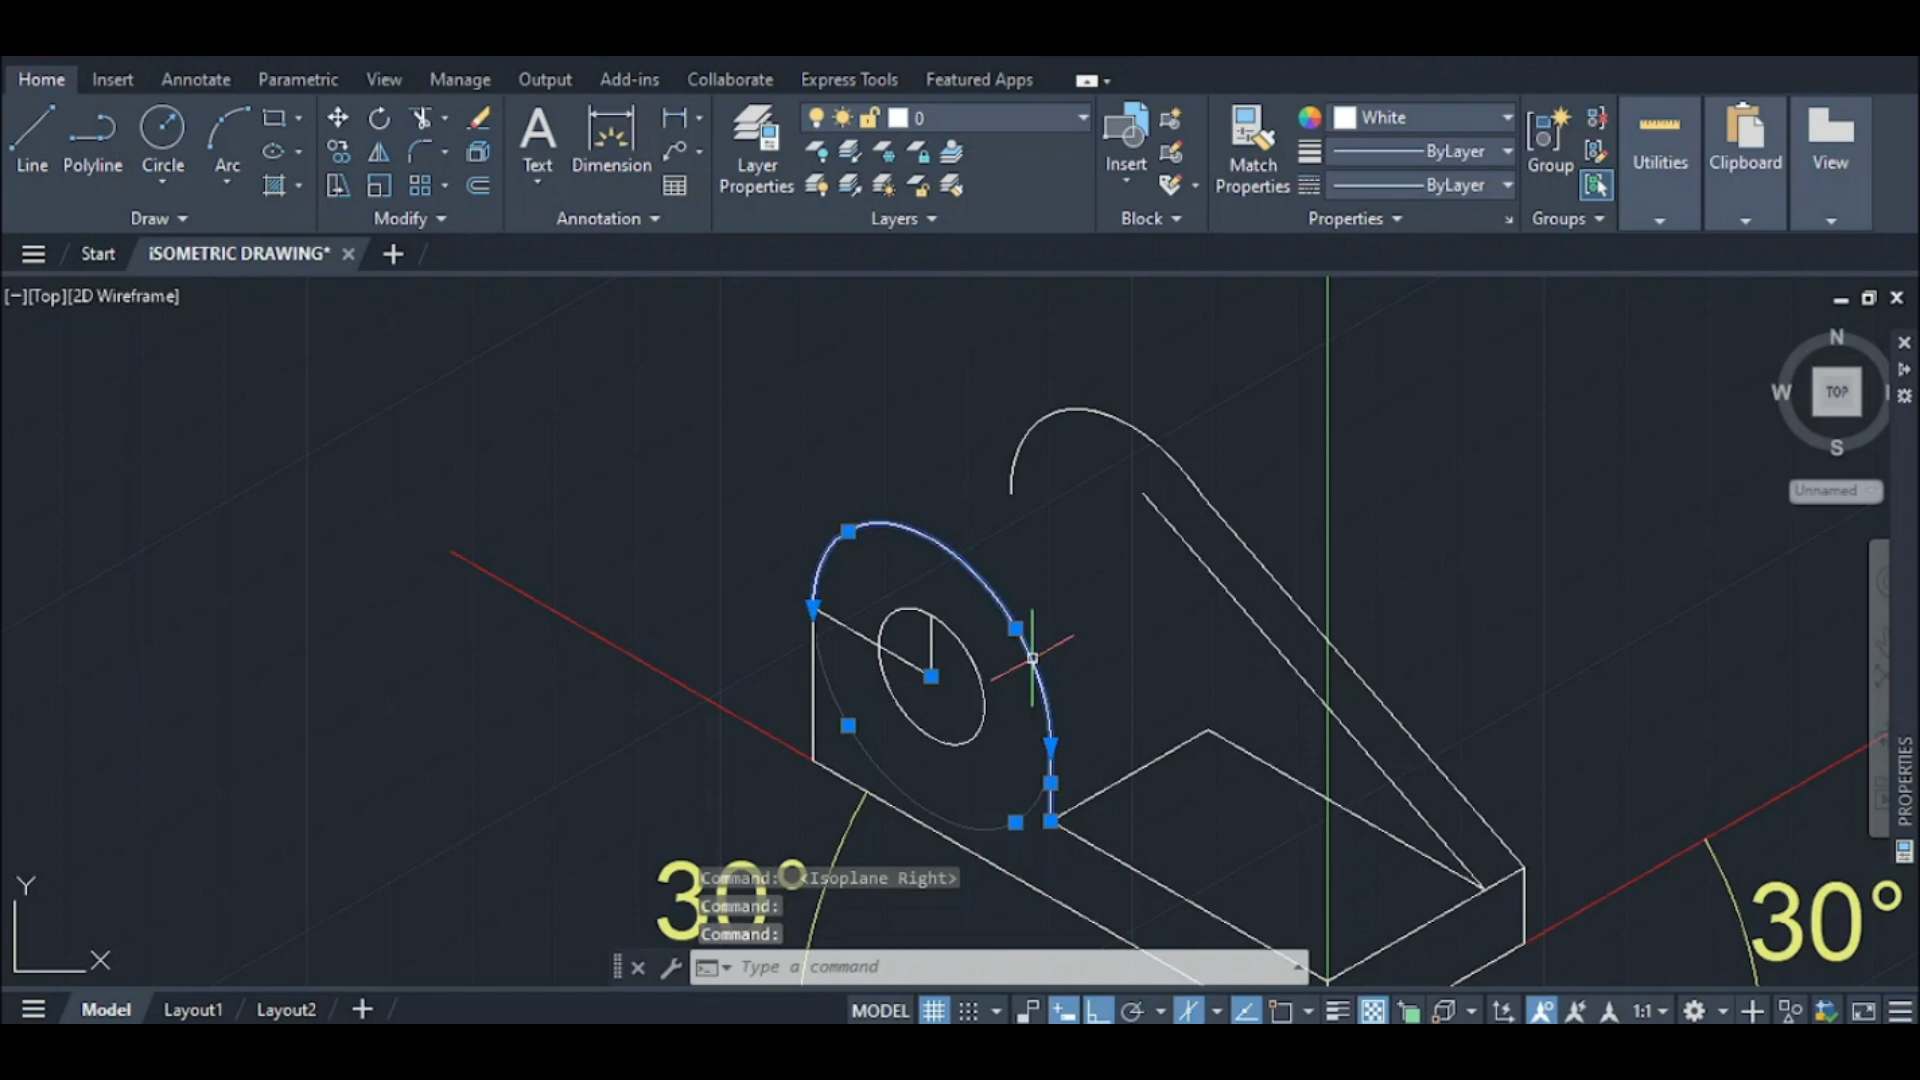 Home Insert Annotate Parametric View Manage Output Add-ins Collaborate Express Tools Featured Apps
0 White
ByLayer
Line Polyline Circle Arc Text Dimension Layer Properties Insert Match Properties Group Utilities Clipboard View
ByLayer
Draw Modify Annotation Layers Block Properties Groups
Start iSOMETRIC DRAWING*
[−][Top][2D Wireframe]
N
W TOP
S
Unnamed
PROPERTIES
30°
30°
Command: <Isoplane Right>
Command:
Command:
Y
X
Type a command
Model Layout1 Layout2 MODEL 1:1